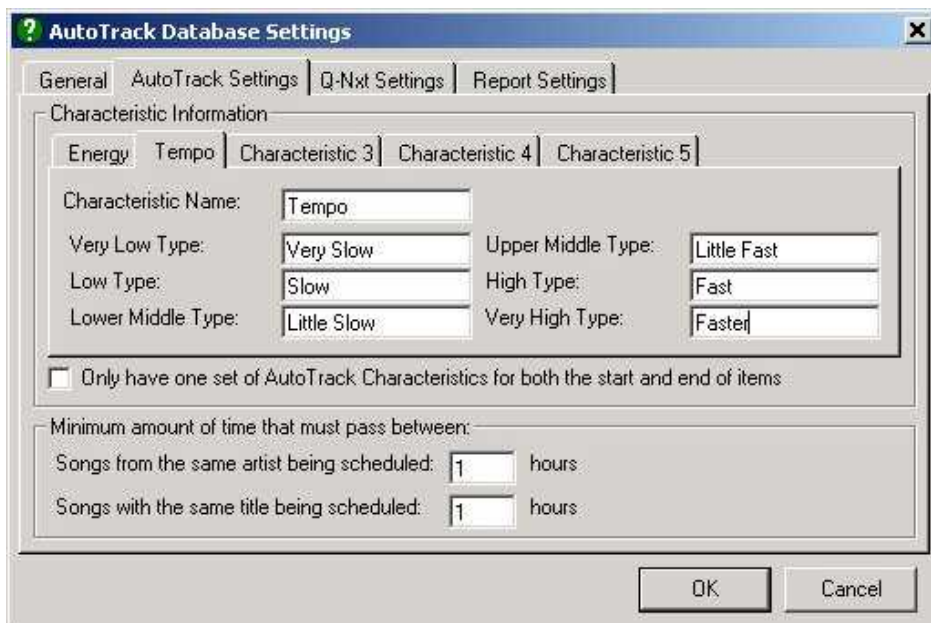 ? AutoTrack Database Settings
General AutoTrack Settings Q-Nxt Settings Report Settings
Characteristic Information
Energy Tempo Characteristic 3 Characteristic 4 Characteristic 5
Characteristic Name: Tempo
Very Low Type: Very Slow Upper Middle Type: Little Fast
Low Type: Slow High Type: Fast
Lower Middle Type: Little Slow Very High Type: Faster
Only have one set of AutoTrack Characteristics for both the start and end of items
Minimum amount of time that must pass between:
Songs from the same artist being scheduled: 1 hours
Songs with the same title being scheduled: 1 hours
OK Cancel